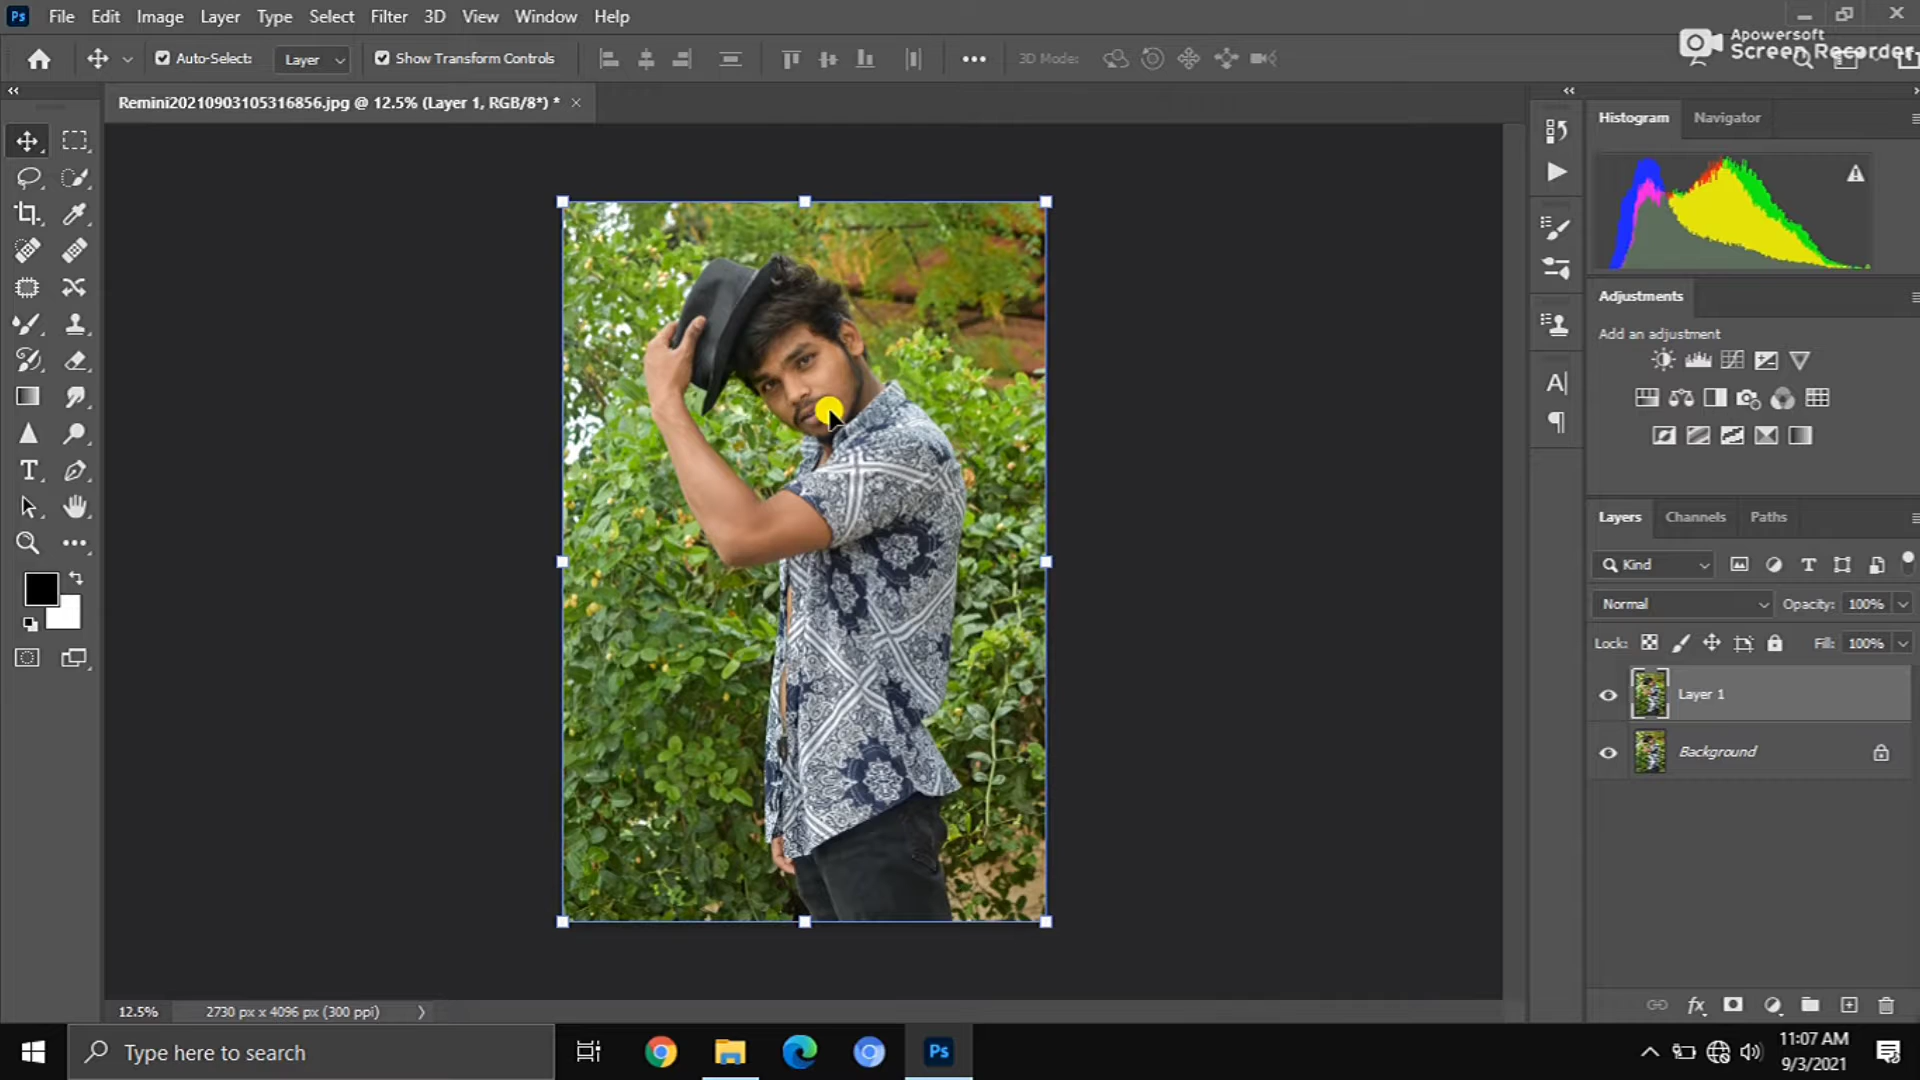 Ps File Edit Image Layer Type Select Filter 3D View Window Help
Apowersoft
Screen Recorder
Auto-Select: Layer Show Transform Controls 3D Mode:
Remini20210903105316856.jpg @ 12.5% (Layer 1, RGB/8*) *
Histogram Navigator
Adjustments
Add an adjustment
Layers Channels Paths
Kind
Normal Opacity: 100%
Lock: Fill: 100%
Layer 1
Background
12.5% 2730 px x 4096 px (300 ppi)
Type here to search
Ps
11:07 AM
9/3/2021